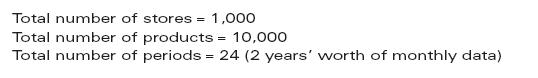 Total number of stores = 1,000
Total number of products = 10,000
Total number of periods = 24 (2 years’ worth of monthly data)